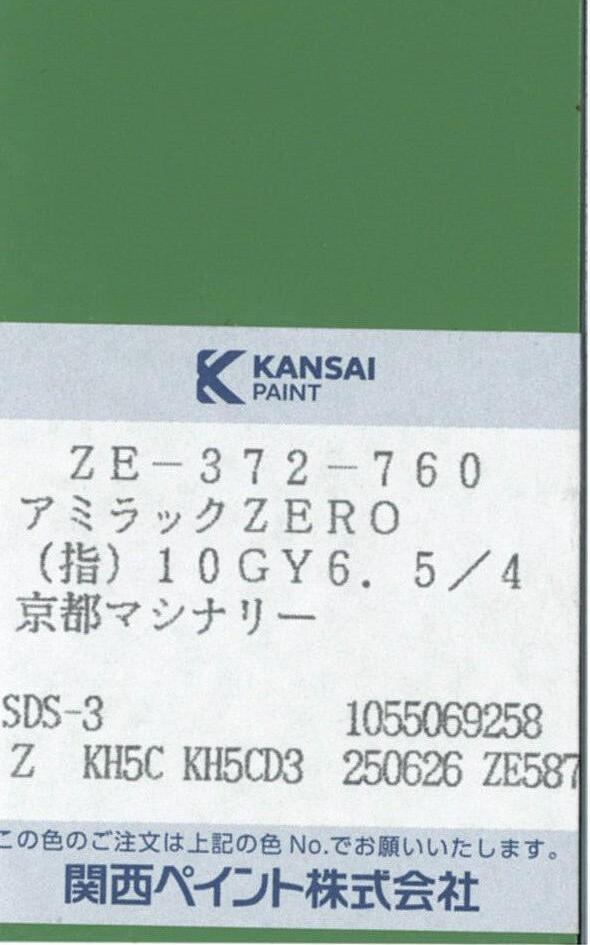 KANSAI
PAINT
ZE-372-760
アミラックZERO
(指)10GY6.5/4
京都マシナリー
SDS-3 1055069258
Z KH5C KH5CD3 250626 ZE587
この色のご注文は上記の色No.でお願いいたします。
関西ペイント株式会社